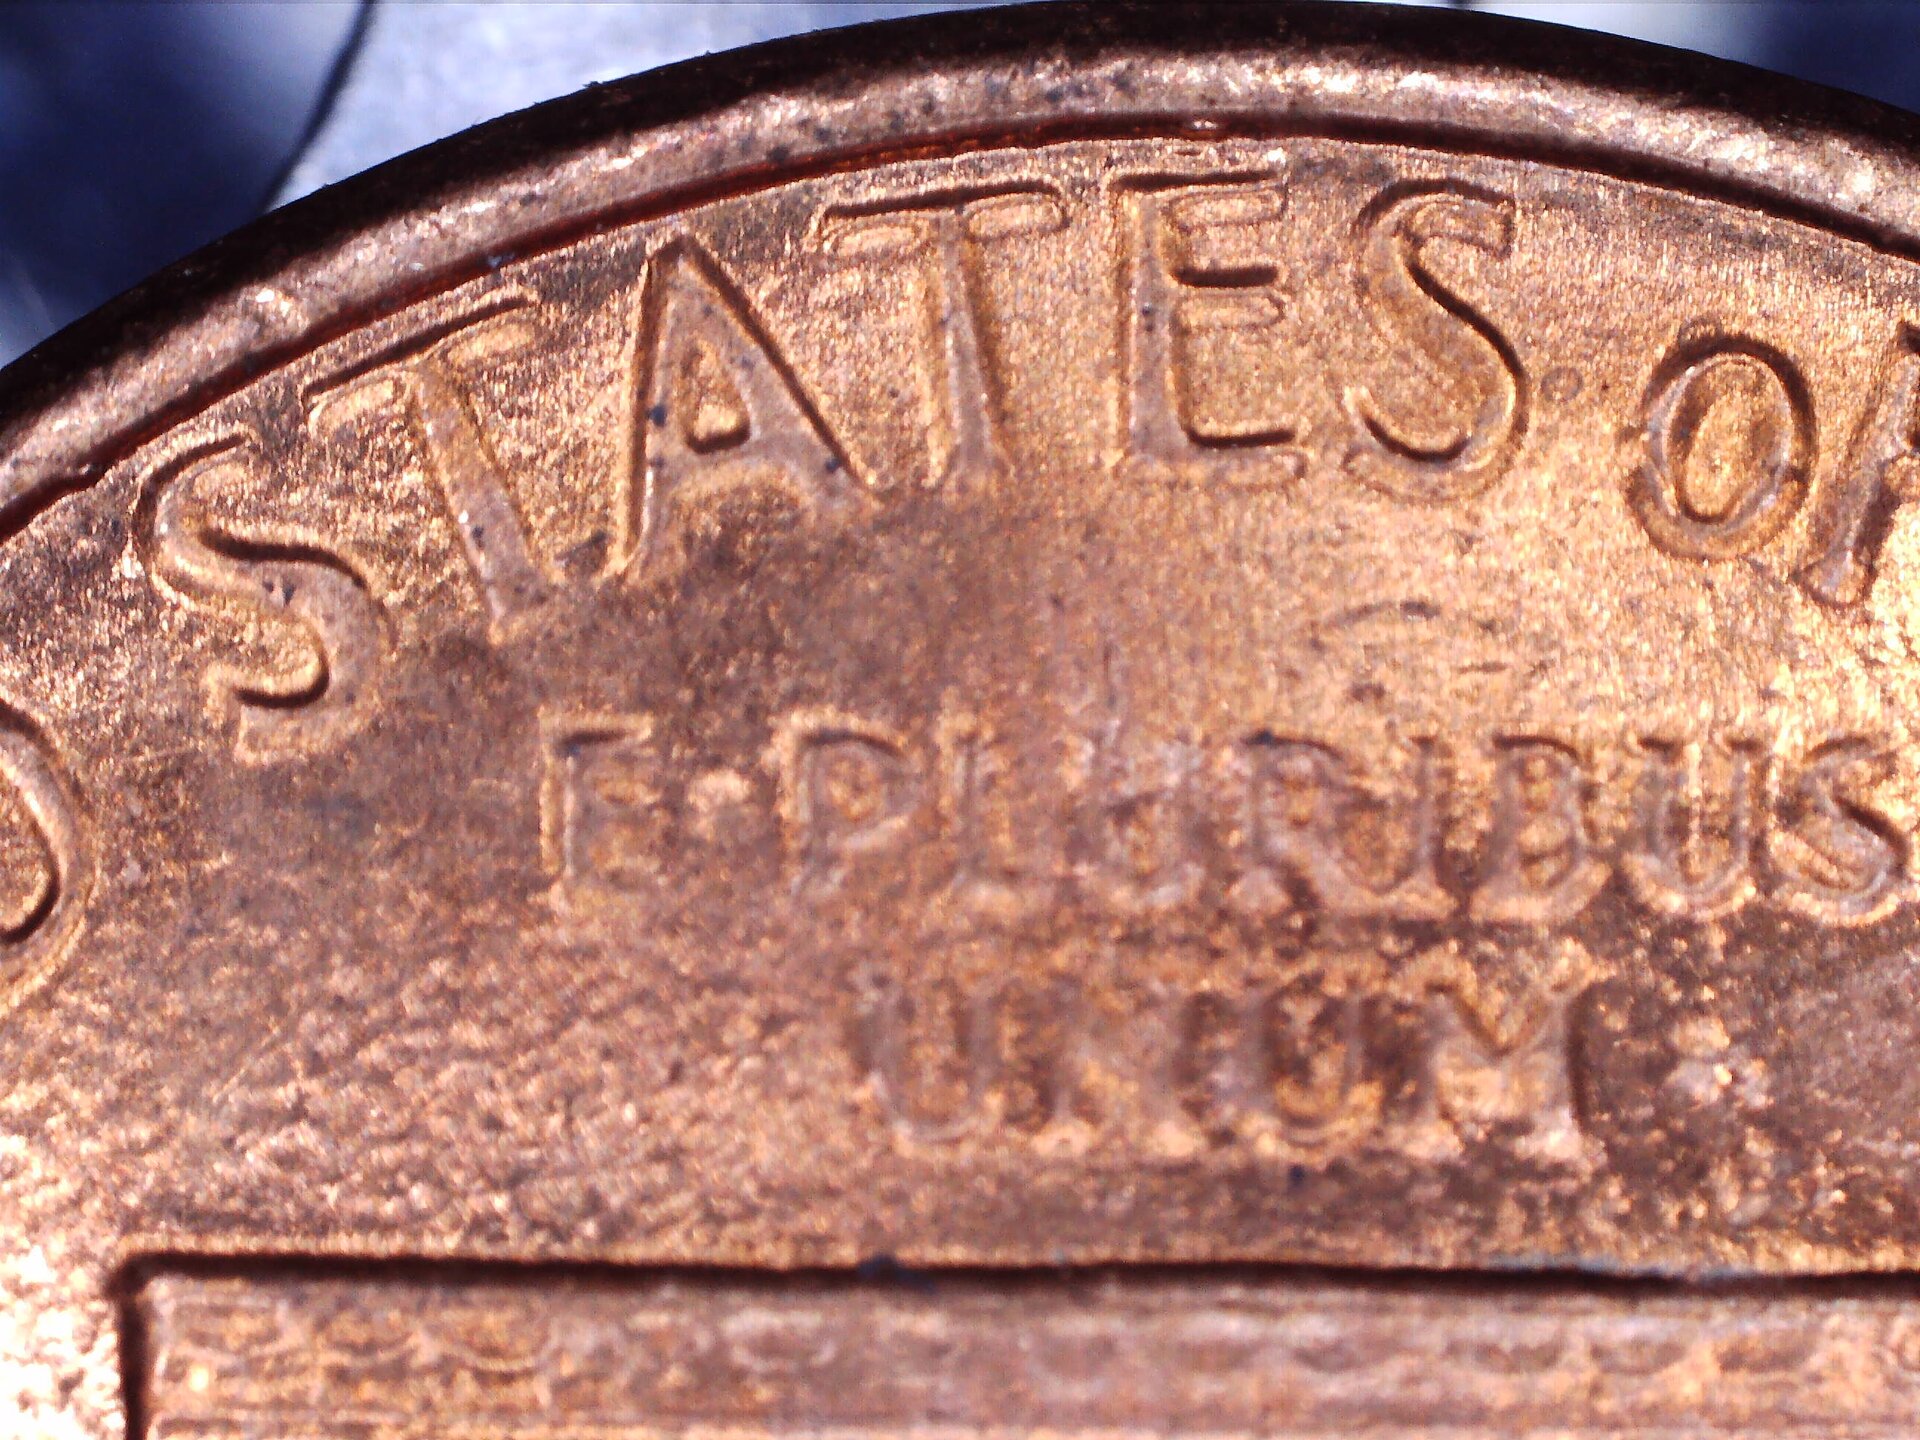 D STATES OF
E·PLURIBUS
UNUM